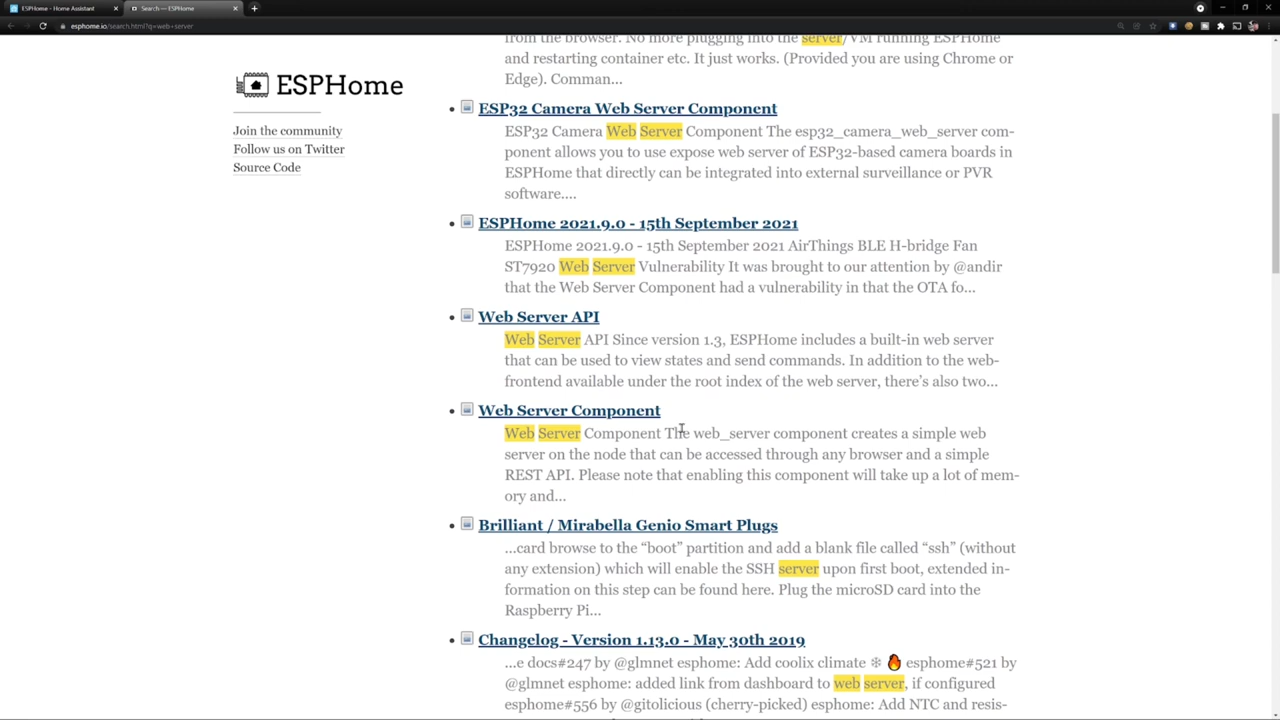 ESPHome - Home Assistant
Search — ESPHome
esphome.io/search.html?q=web+server
ESPHome
Join the community
Follow us on Twitter
Source Code
from the browser. No more plugging into the server/VM running ESPHome
and restarting container etc. It just works. (Provided you are using Chrome or
Edge). Comman...
ESP32 Camera Web Server Component
ESP32 Camera Web Server Component The esp32_camera_web_server com-
ponent allows you to use expose web server of ESP32-based camera boards in
ESPHome that directly can be integrated into external surveillance or PVR
software....
ESPHome 2021.9.0 - 15th September 2021
ESPHome 2021.9.0 - 15th September 2021 AirThings BLE H-bridge Fan
ST7920 Web Server Vulnerability It was brought to our attention by @andir
that the Web Server Component had a vulnerability in that the OTA fo...
Web Server API
Web Server API Since version 1.3, ESPHome includes a built-in web server
that can be used to view states and send commands. In addition to the web-
frontend available under the root index of the web server, there's also two...
Web Server Component
Web Server Component The web_server component creates a simple web
server on the node that can be accessed through any browser and a simple
REST API. Please note that enabling this component will take up a lot of mem-
ory and...
Brilliant / Mirabella Genio Smart Plugs
...card browse to the “boot” partition and add a blank file called “ssh” (without
any extension) which will enable the SSH server upon first boot, extended in-
formation on this step can be found here. Plug the microSD card into the
Raspberry Pi...
Changelog - Version 1.13.0 - May 30th 2019
...e docs#247 by @glmnet esphome: Add coolix climate ❄ 🔥 esphome#521 by
@glmnet esphome: added link from dashboard to web server, if configured
esphome#556 by @gitolicious (cherry-picked) esphome: Add NTC and resis-